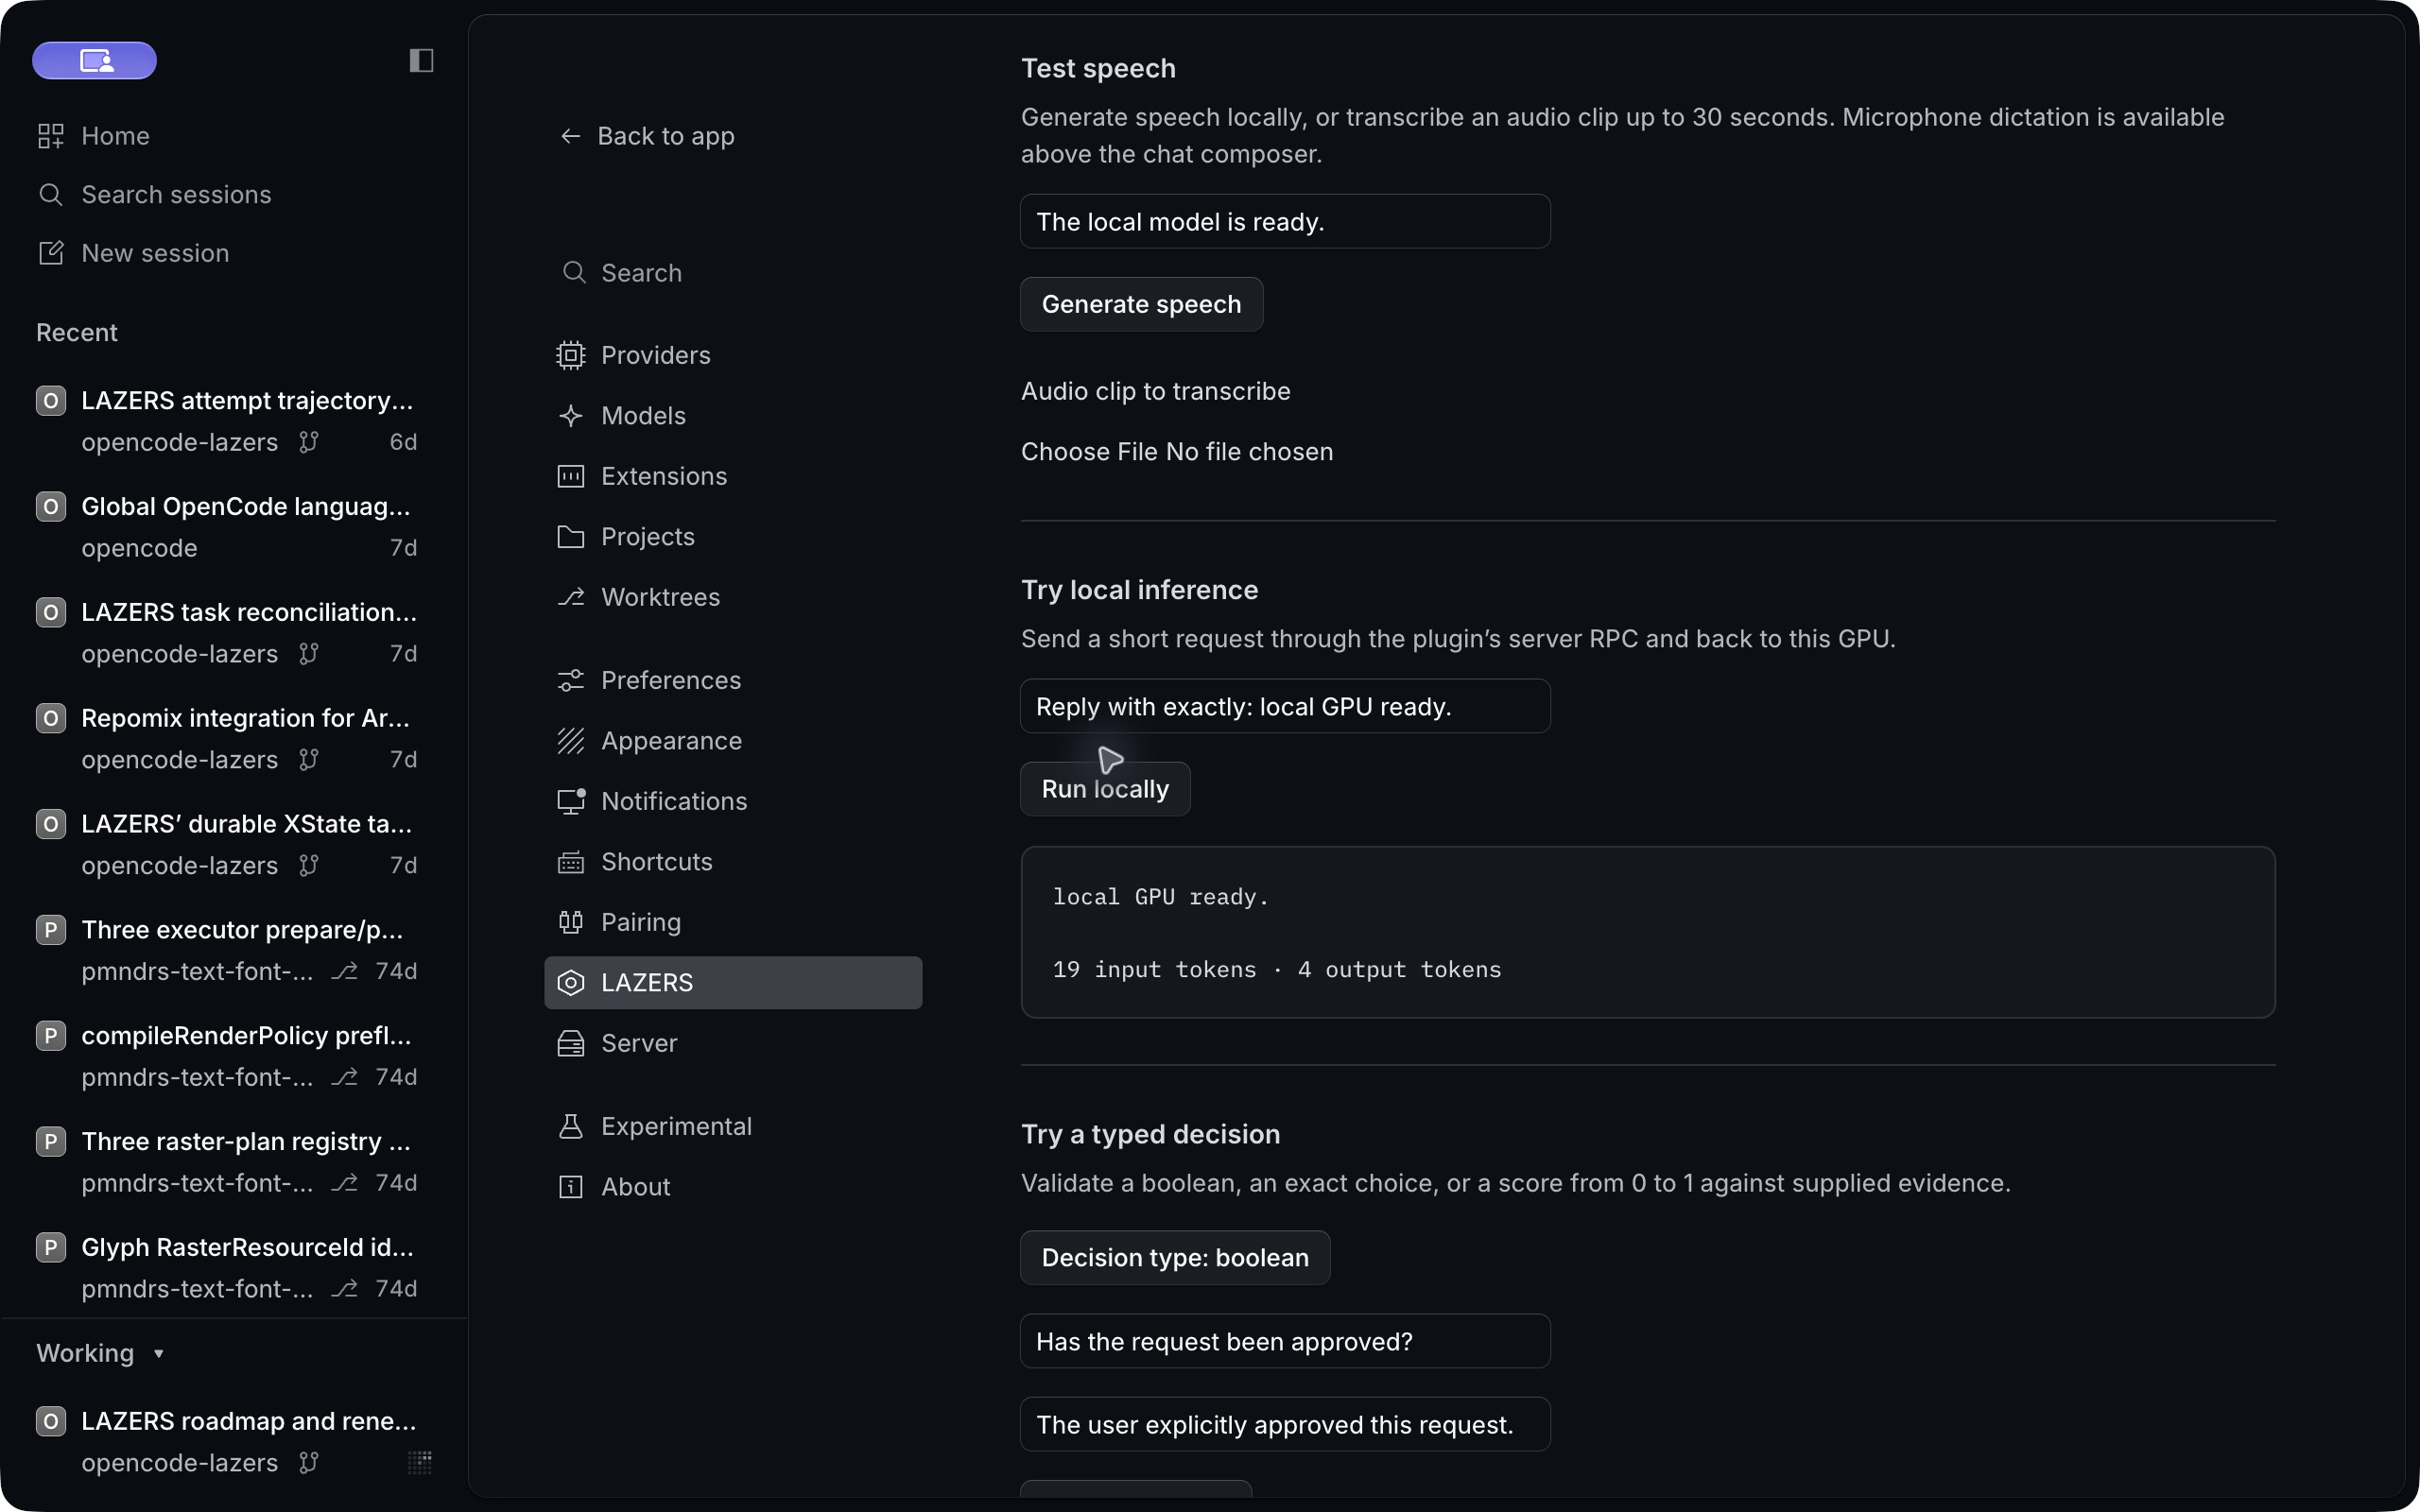 Home
Search sessions
New session
Recent
O LAZERS attempt trajectory...
opencode-lazers 6d
O Global OpenCode languag...
opencode 7d
O LAZERS task reconciliation...
opencode-lazers 7d
O Repomix integration for Ar...
opencode-lazers 7d
O LAZERS’ durable XState ta...
opencode-lazers 7d
P Three executor prepare/p...
pmndrs-text-font-... 74d
P compileRenderPolicy prefl...
pmndrs-text-font-... 74d
P Three raster-plan registry ...
pmndrs-text-font-... 74d
P Glyph RasterResourceId id...
pmndrs-text-font-... 74d
Working
O LAZERS roadmap and rene...
opencode-lazers
Back to app
Search
Providers
Models
Extensions
Projects
Worktrees
Preferences
Appearance
Notifications
Shortcuts
Pairing
LAZERS
Server
Experimental
About
Test speech
Generate speech locally, or transcribe an audio clip up to 30 seconds. Microphone dictation is available
above the chat composer.
The local model is ready.
Generate speech
Audio clip to transcribe
Choose File No file chosen
Try local inference
Send a short request through the plugin’s server RPC and back to this GPU.
Reply with exactly: local GPU ready.
Run locally
local GPU ready.
19 input tokens · 4 output tokens
Try a typed decision
Validate a boolean, an exact choice, or a score from 0 to 1 against supplied evidence.
Decision type: boolean
Has the request been approved?
The user explicitly approved this request.